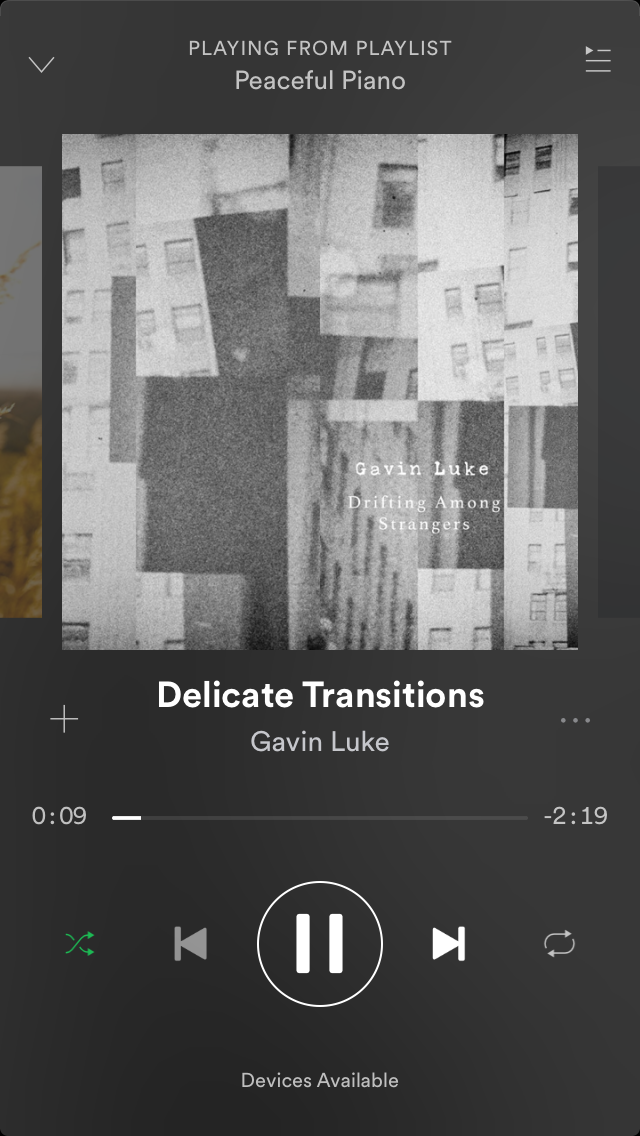 PLAYING FROM PLAYLIST
Peaceful Piano
Gavin Luke
Drifting Among
Strangers
Delicate Transitions
Gavin Luke
0:09
-2:19
Devices Available